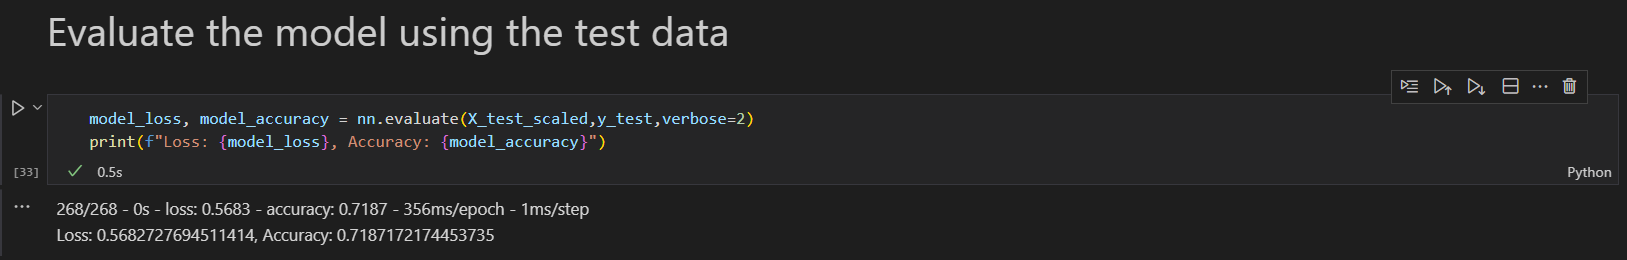 Evaluate the model using the test data
model_loss, model_accuracy = nn.evaluate(X_test_scaled,y_test,verbose=2)
print(f"Loss: {model_loss}, Accuracy: {model_accuracy}")
[33] 0.5s Python
268/268 - 0s - loss: 0.5683 - accuracy: 0.7187 - 356ms/epoch - 1ms/step
Loss: 0.5682727694511414, Accuracy: 0.7187172174453735